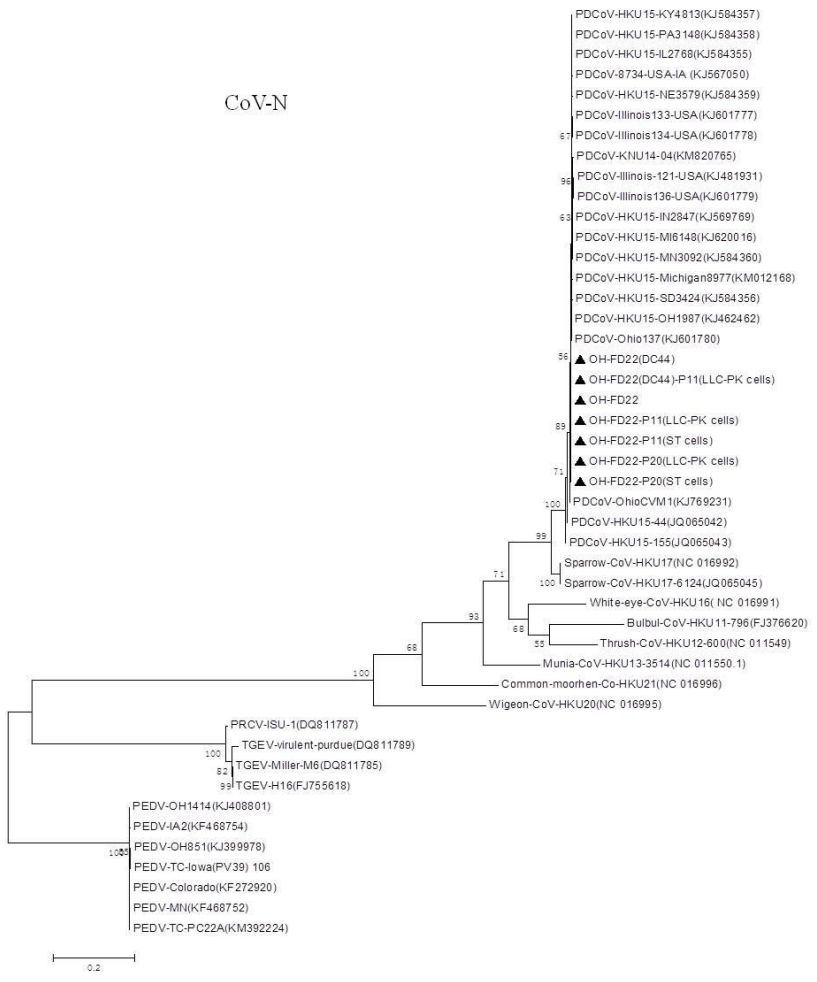 PDCoV-HKU15-KY4813(KJ584357)
PDCoV-HKU15-PA3148(KJ584358)
PDCoV-HKU15-IL2768(KJ584355)
PDCoV-8734-USA-IA (KJ567050)
CoV-N
PDCoV-HKU15-NE3579(KJ584359)
PDCoV-Illinois133-USA(KJ601777)
67
PDCoV-Illinois134-USA(KJ601778)
PDCoV-KNU14-04(KM820765)
PDCoV-Illinois-121-USA(KJ481931)
96
PDCoV-Illinois136-USA(KJ601779)
63
PDCoV-HKU15-IN2847(KJ569769)
PDCoV-HKU15-MI6148(KJ620016)
PDCoV-HKU15-MN3092(KJ584360)
PDCoV-HKU15-Michigan8977(KM012168)
PDCoV-HKU15-SD3424(KJ584356)
PDCoV-HKU15-OH1987(KJ462462)
PDCoV-Ohio137(KJ601780)
56
OH-FD22(DC44)
OH-FD22(DC44)-P11(LLC-PK cells)
OH-FD22
89
OH-FD22-P11(LLC-PK cells)
OH-FD22-P11(ST cells)
OH-FD22-P20(LLC-PK cells)
71
OH-FD22-P20(ST cells)
100
PDCoV-OhioCVM1(KJ769231)
PDCoV-HKU15-44(JQ065042)
99
PDCoV-HKU15-155(JQ065043)
Sparrow-CoV-HKU17(NC 016992)
71
100
Sparrow-CoV-HKU17-6124(JQ065045)
White-eye-CoV-HKU16( NC 016991)
93
Bulbul-CoV-HKU11-796(FJ376620)
68
55
Thrush-CoV-HKU12-600(NC 011549)
68
Munia-CoV-HKU13-3514(NC 011550.1)
100
Common-moorhen-Co-HKU21(NC 016996)
Wigeon-CoV-HKU20(NC 016995)
PRCV-ISU-1(DQ811787)
TGEV-virulent-purdue(DQ811789)
100
TGEV-Miller-M6(DQ811785)
82
99
TGEV-H16(FJ755618)
PEDV-OH1414(KJ408801)
PEDV-IA2(KF468754)
PEDV-OH851(KJ399978)
PEDV-TC-Iowa(PV39) 106
PEDV-Colorado(KF272920)
PEDV-MN(KF468752)
PEDV-TC-PC22A(KM392224)
0.2